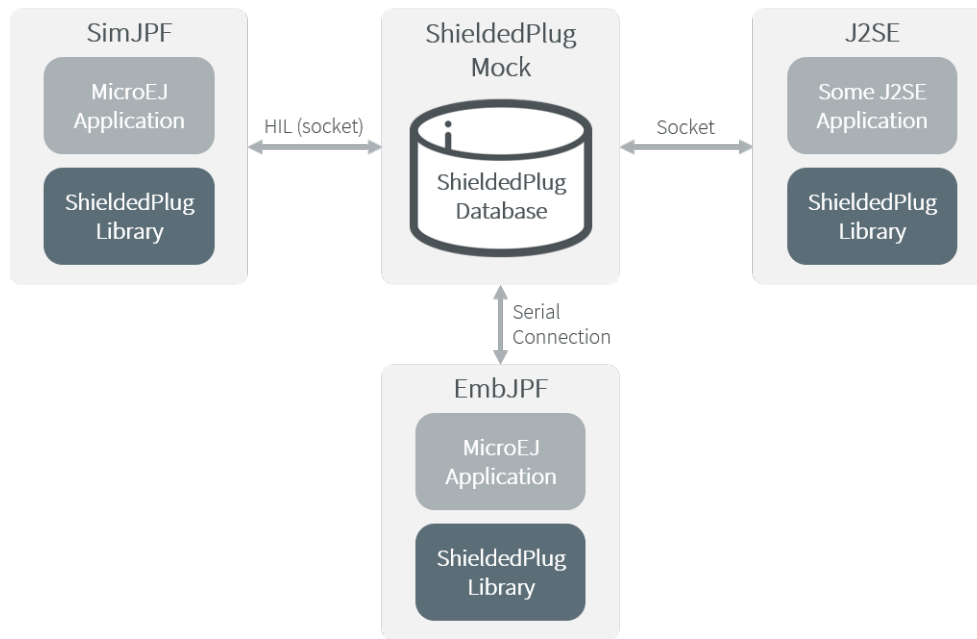 SimJPF
MicroEJ
Application
ShieldedPlug
Library
HIL (socket)
ShieldedPlug
Mock
ShieldedPlug
Database
Socket
J2SE
Some J2SE
Application
ShieldedPlug
Library
Serial
Connection
EmbJPF
MicroEJ
Application
ShieldedPlug
Library